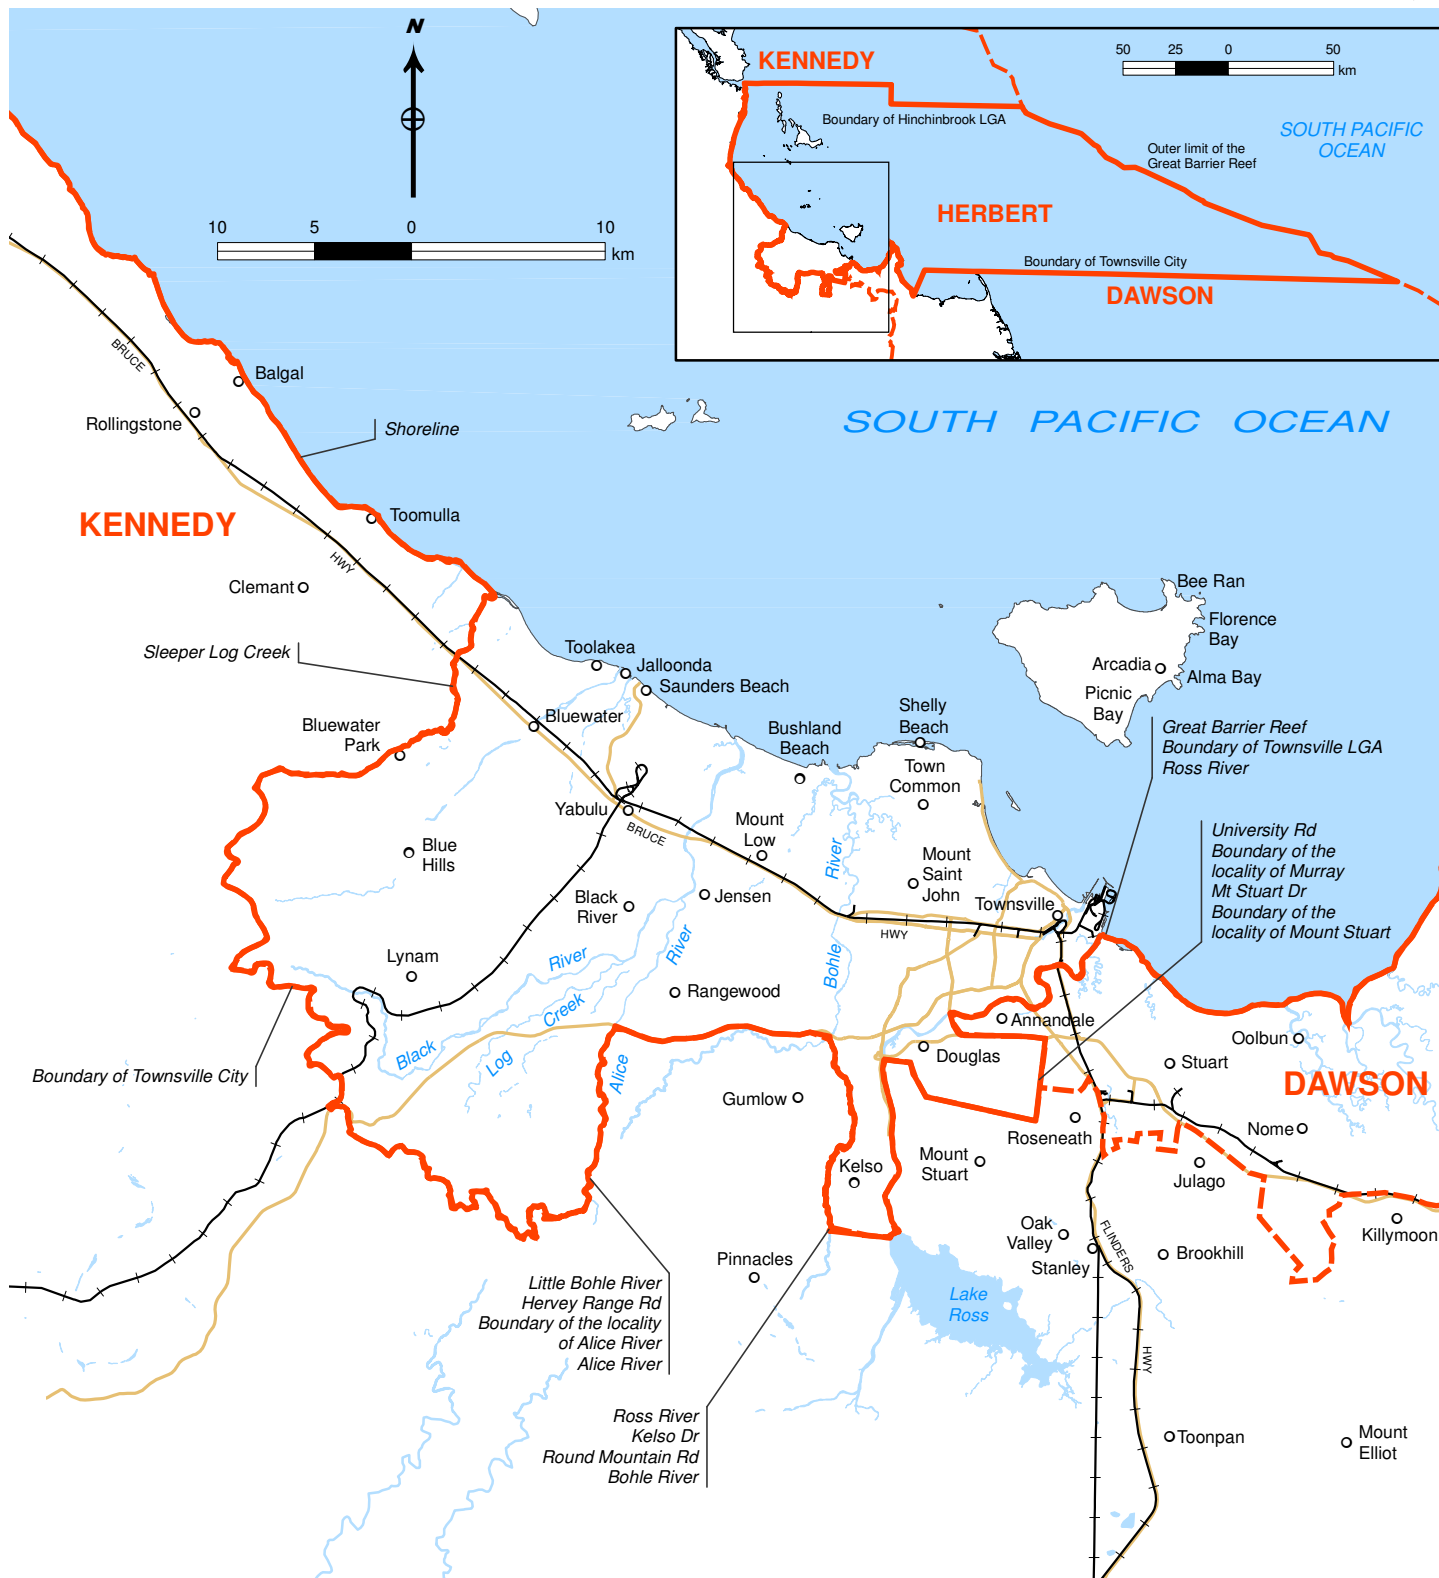 N
10
5
0
10
km
KENNEDY
50
25
0
50
km
Boundary of Hinchinbrook LGA
SOUTH PACIFIC
OCEAN
Outer limit of the
Great Barrier Reef
HERBERT
Boundary of Townsville City
DAWSON
BRUCE
Balgal
Rollingstone
Shoreline
SOUTH PACIFIC OCEAN
KENNEDY
Toomulla
HWY
Clemant
Sleeper Log Creek
Bee Ran
Florence
Bay
Arcadia
Alma Bay
Picnic
Bay
Toolakea
Jalloonda
Saunders Beach
Bluewater
Bluewater
Park
Bushland
Beach
Shelly
Beach
Town
Common
Great Barrier Reef
Boundary of Townsville LGA
Ross River
Yabulu
BRUCE
Mount
Low
River
Blue
Hills
Mount
Saint
John
University Rd
Boundary of the
locality of Murray
Mt Stuart Dr
Boundary of the
locality of Mount Stuart
Black
River
Jensen
Townsville
HWY
Lynam
River
River
Bohle
Rangewood
Creek
Annandale
Black
Log
Alice
Douglas
Oolbun
Stuart
Boundary of Townsville City
DAWSON
Gumlow
Roseneath
Nome
Kelso
Mount
Stuart
Julago
Oak
Valley
Stanley
FLINDERS
Brookhill
Killymoon
Pinnacles
Little Bohle River
Hervey Range Rd
Boundary of the locality
of Alice River
Alice River
Lake
Ross
HWY
Ross River
Kelso Dr
Round Mountain Rd
Bohle River
Toonpan
Mount
Elliot